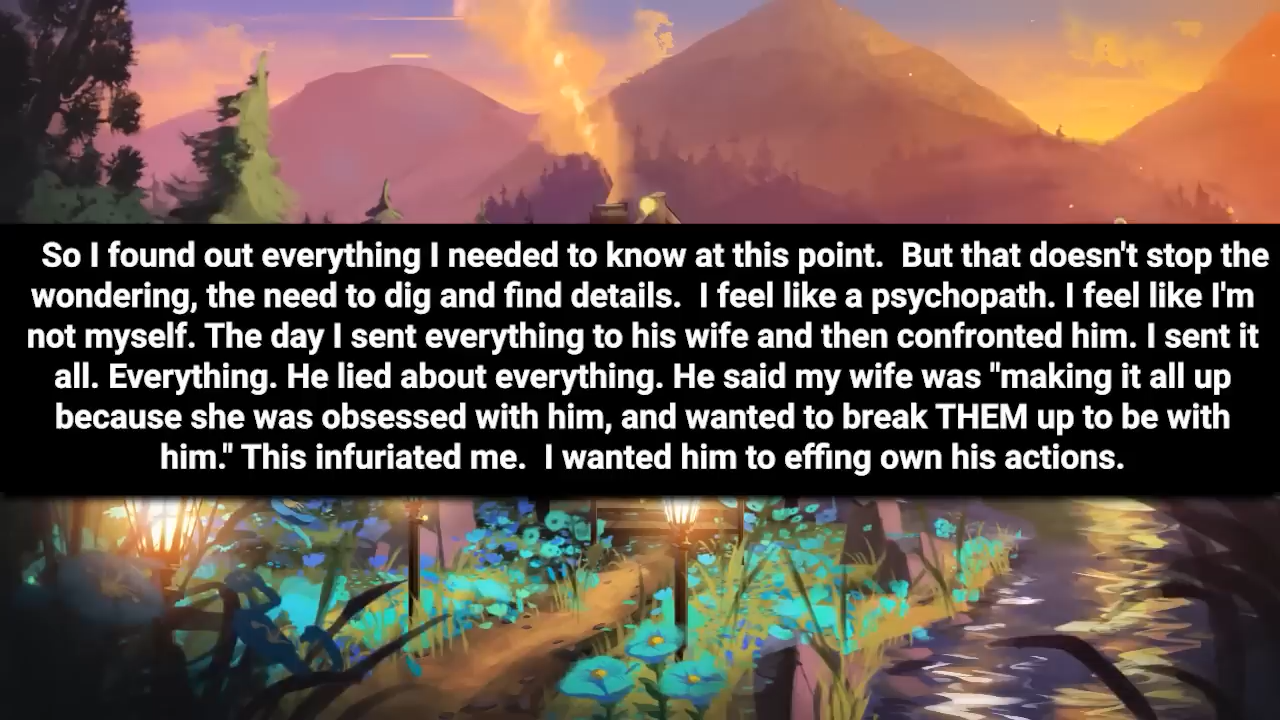 So I found out everything I needed to know at this point.  But that doesn't stop the
wondering, the need to dig and find details.  I feel like a psychopath. I feel like I'm
not myself. The day I sent everything to his wife and then confronted him. I sent it
all. Everything. He lied about everything. He said my wife was "making it all up
because she was obsessed with him, and wanted to break THEM up to be with
him." This infuriated me.  I wanted him to effing own his actions.